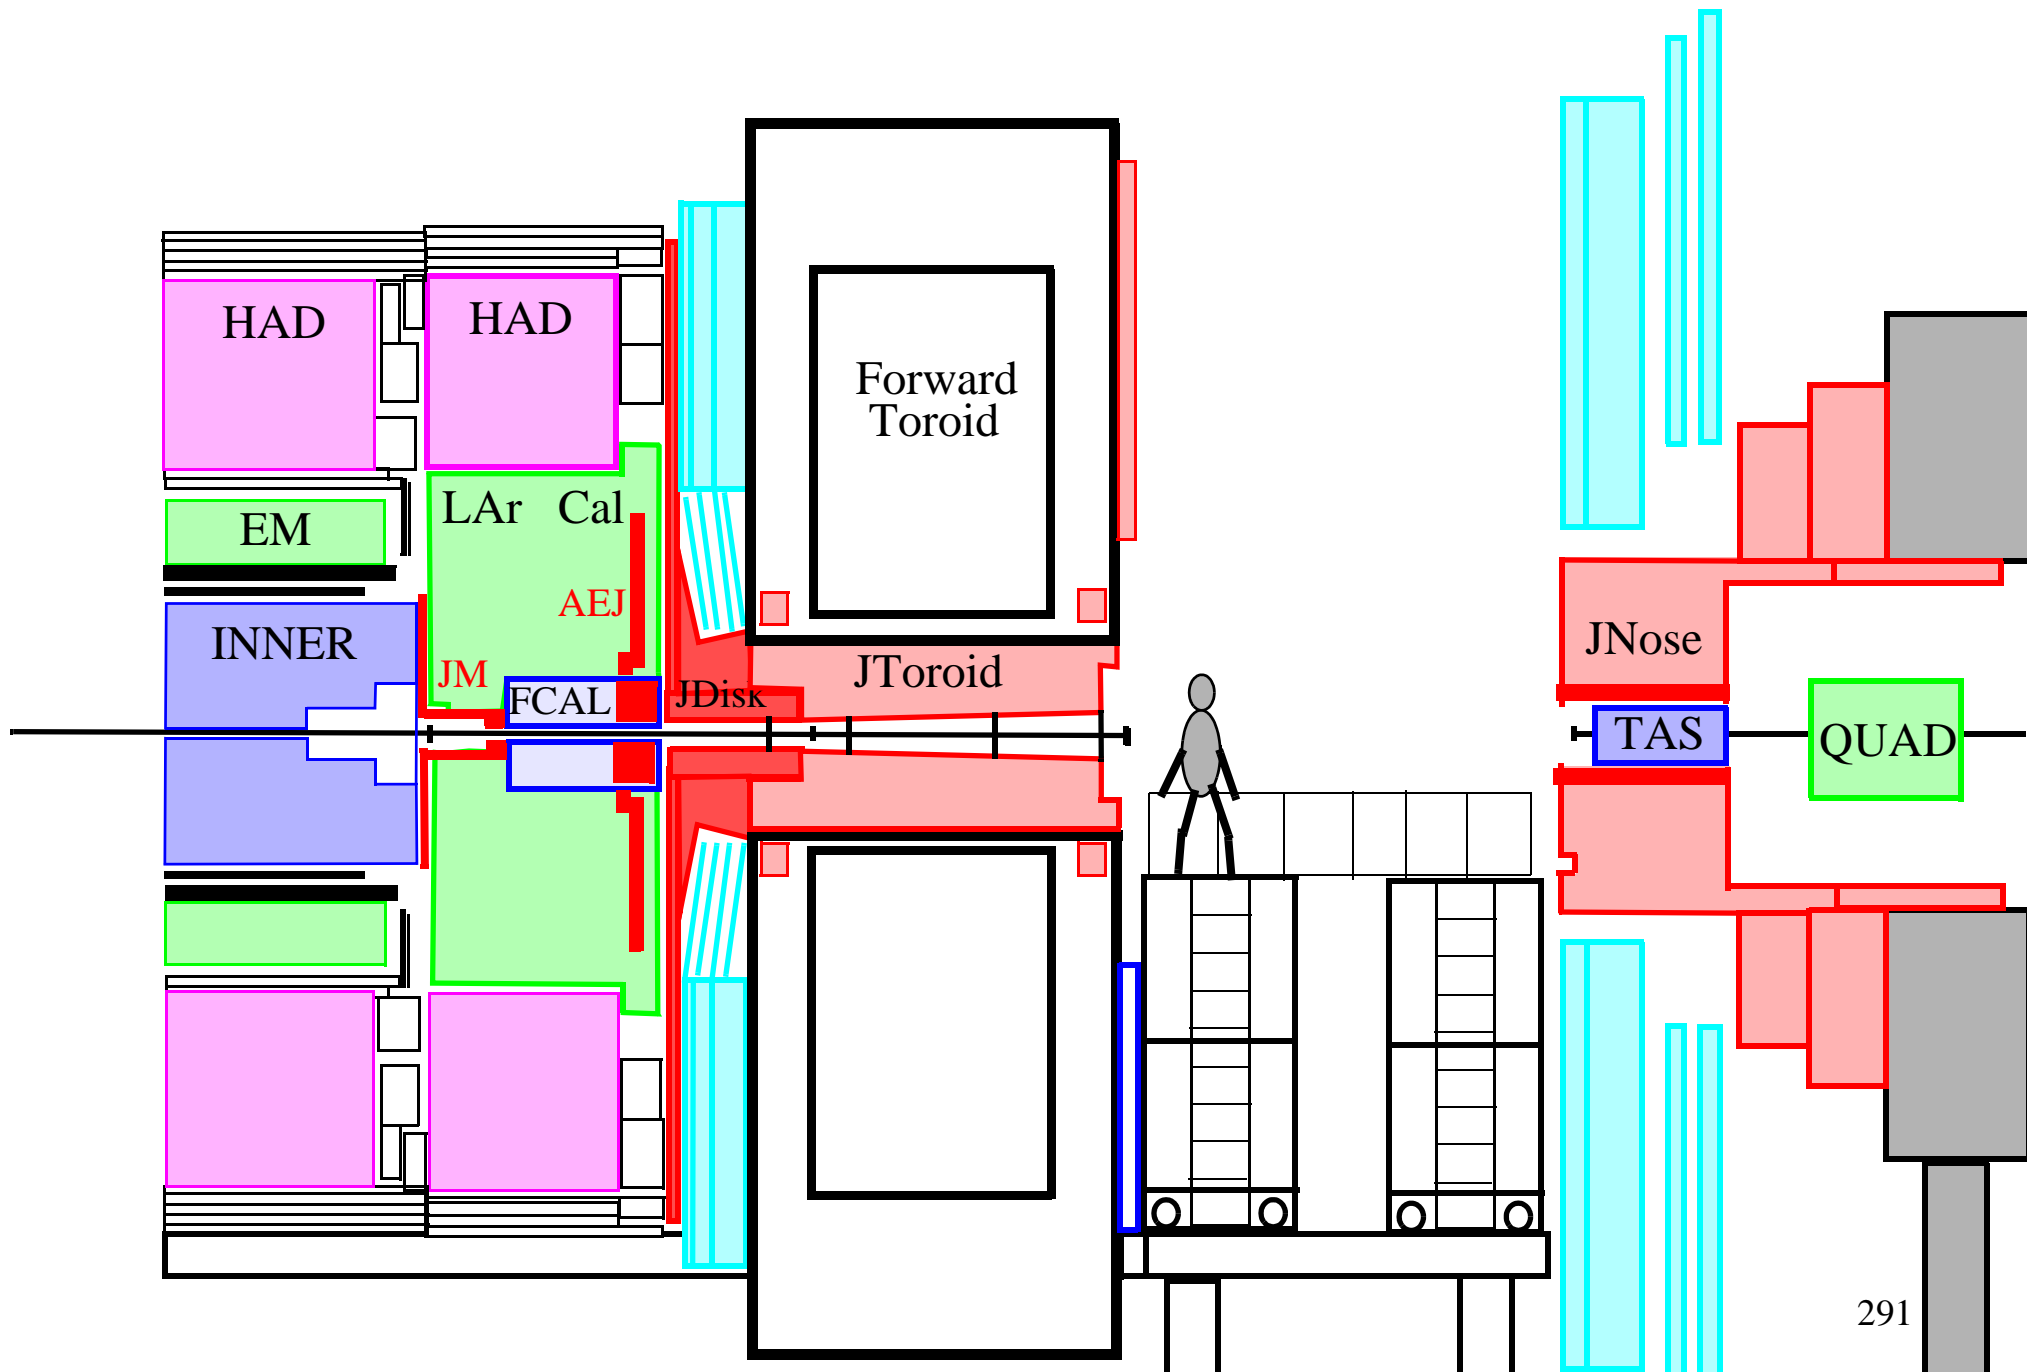 HAD
HAD
Forward
Toroid
LAr Cal
EM
AEJ
INNER
JM
FCAL
JDisk
JToroid
JNose
TAS
QUAD
291